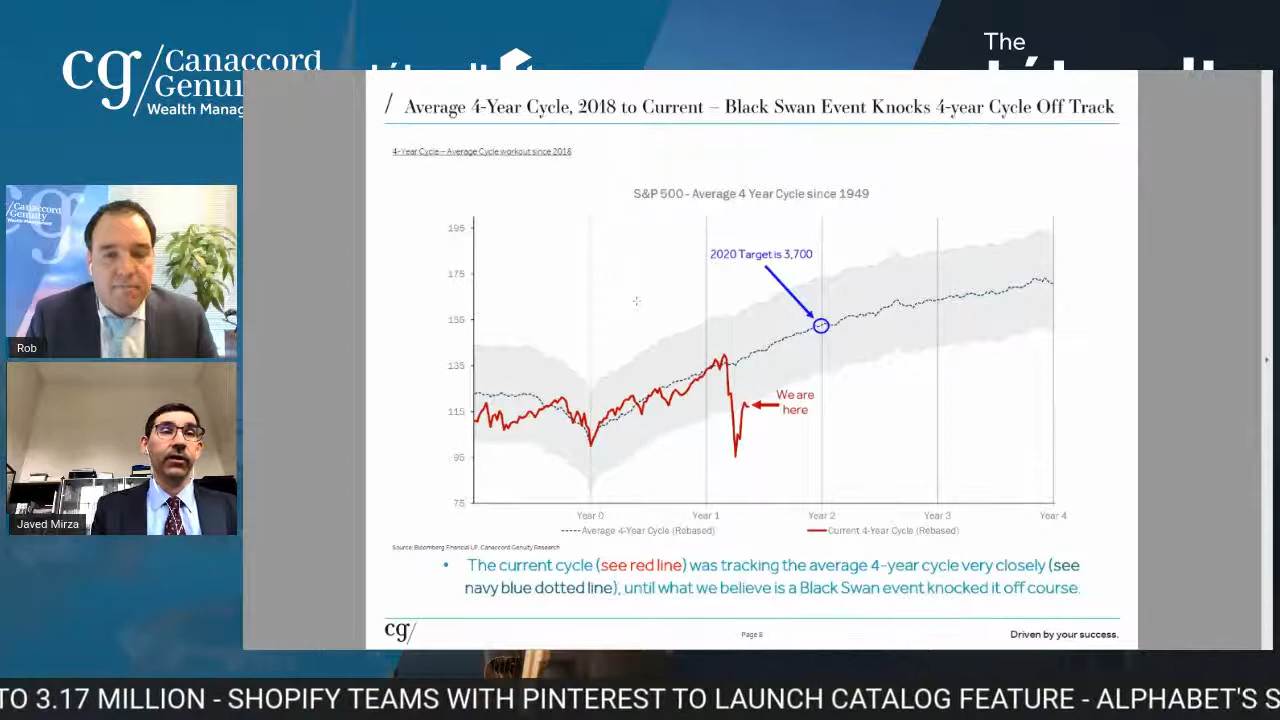 cg/Canaccord
Genui
Wealth Manag
The
Canaccord
Genuity
Wealth Management
Rob
Javed Mirza
/ Average 4-Year Cycle, 2018 to Current – Black Swan Event Knocks 4-year Cycle Off Track
4-Year Cycle – Average Cycle workout since 2018
S&P 500 - Average 4 Year Cycle since 1949
195
175
155
135
115
95
75
2020 Target is 3,700
We are
here
Year 0 Year 1 Year 2 Year 3 Year 4
Average 4-Year Cycle (Rebased) Current 4-Year Cycle (Rebased)
Source: Bloomberg Financial LP, Canaccord Genuity Research
• The current cycle (see red line) was tracking the average 4-year cycle very closely (see
navy blue dotted line), until what we believe is a Black Swan event knocked it off course.
cg/ Page 8 Driven by your success.
TO 3.17 MILLION - SHOPIFY TEAMS WITH PINTEREST TO LAUNCH CATALOG FEATURE - ALPHABET'S S